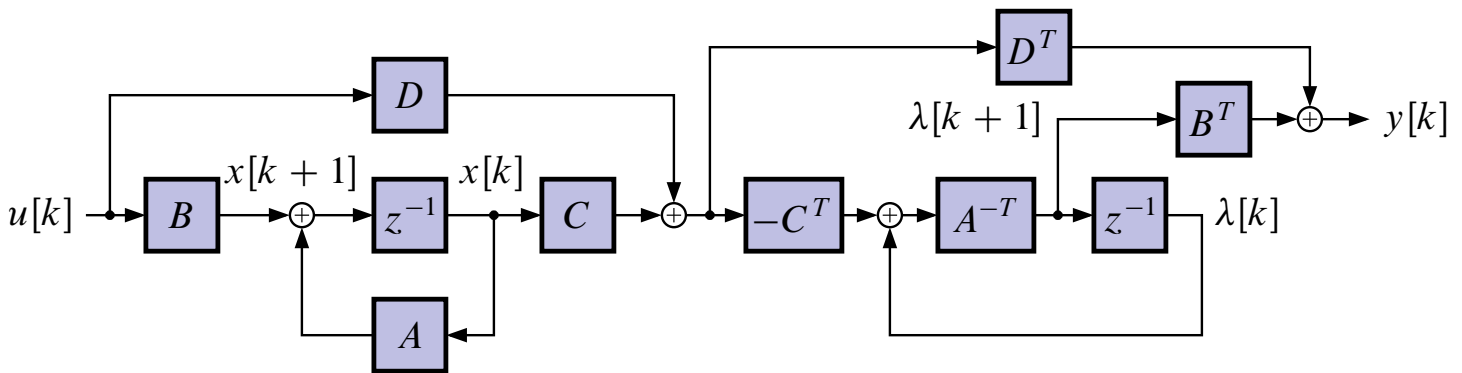 D^T
D
λ[k + 1]
B^T
y[k]
x[k + 1]
x[k]
u[k]
B
+
z^{-1}
C
+
-C^T
+
A^{-T}
z^{-1}
λ[k]
+
A